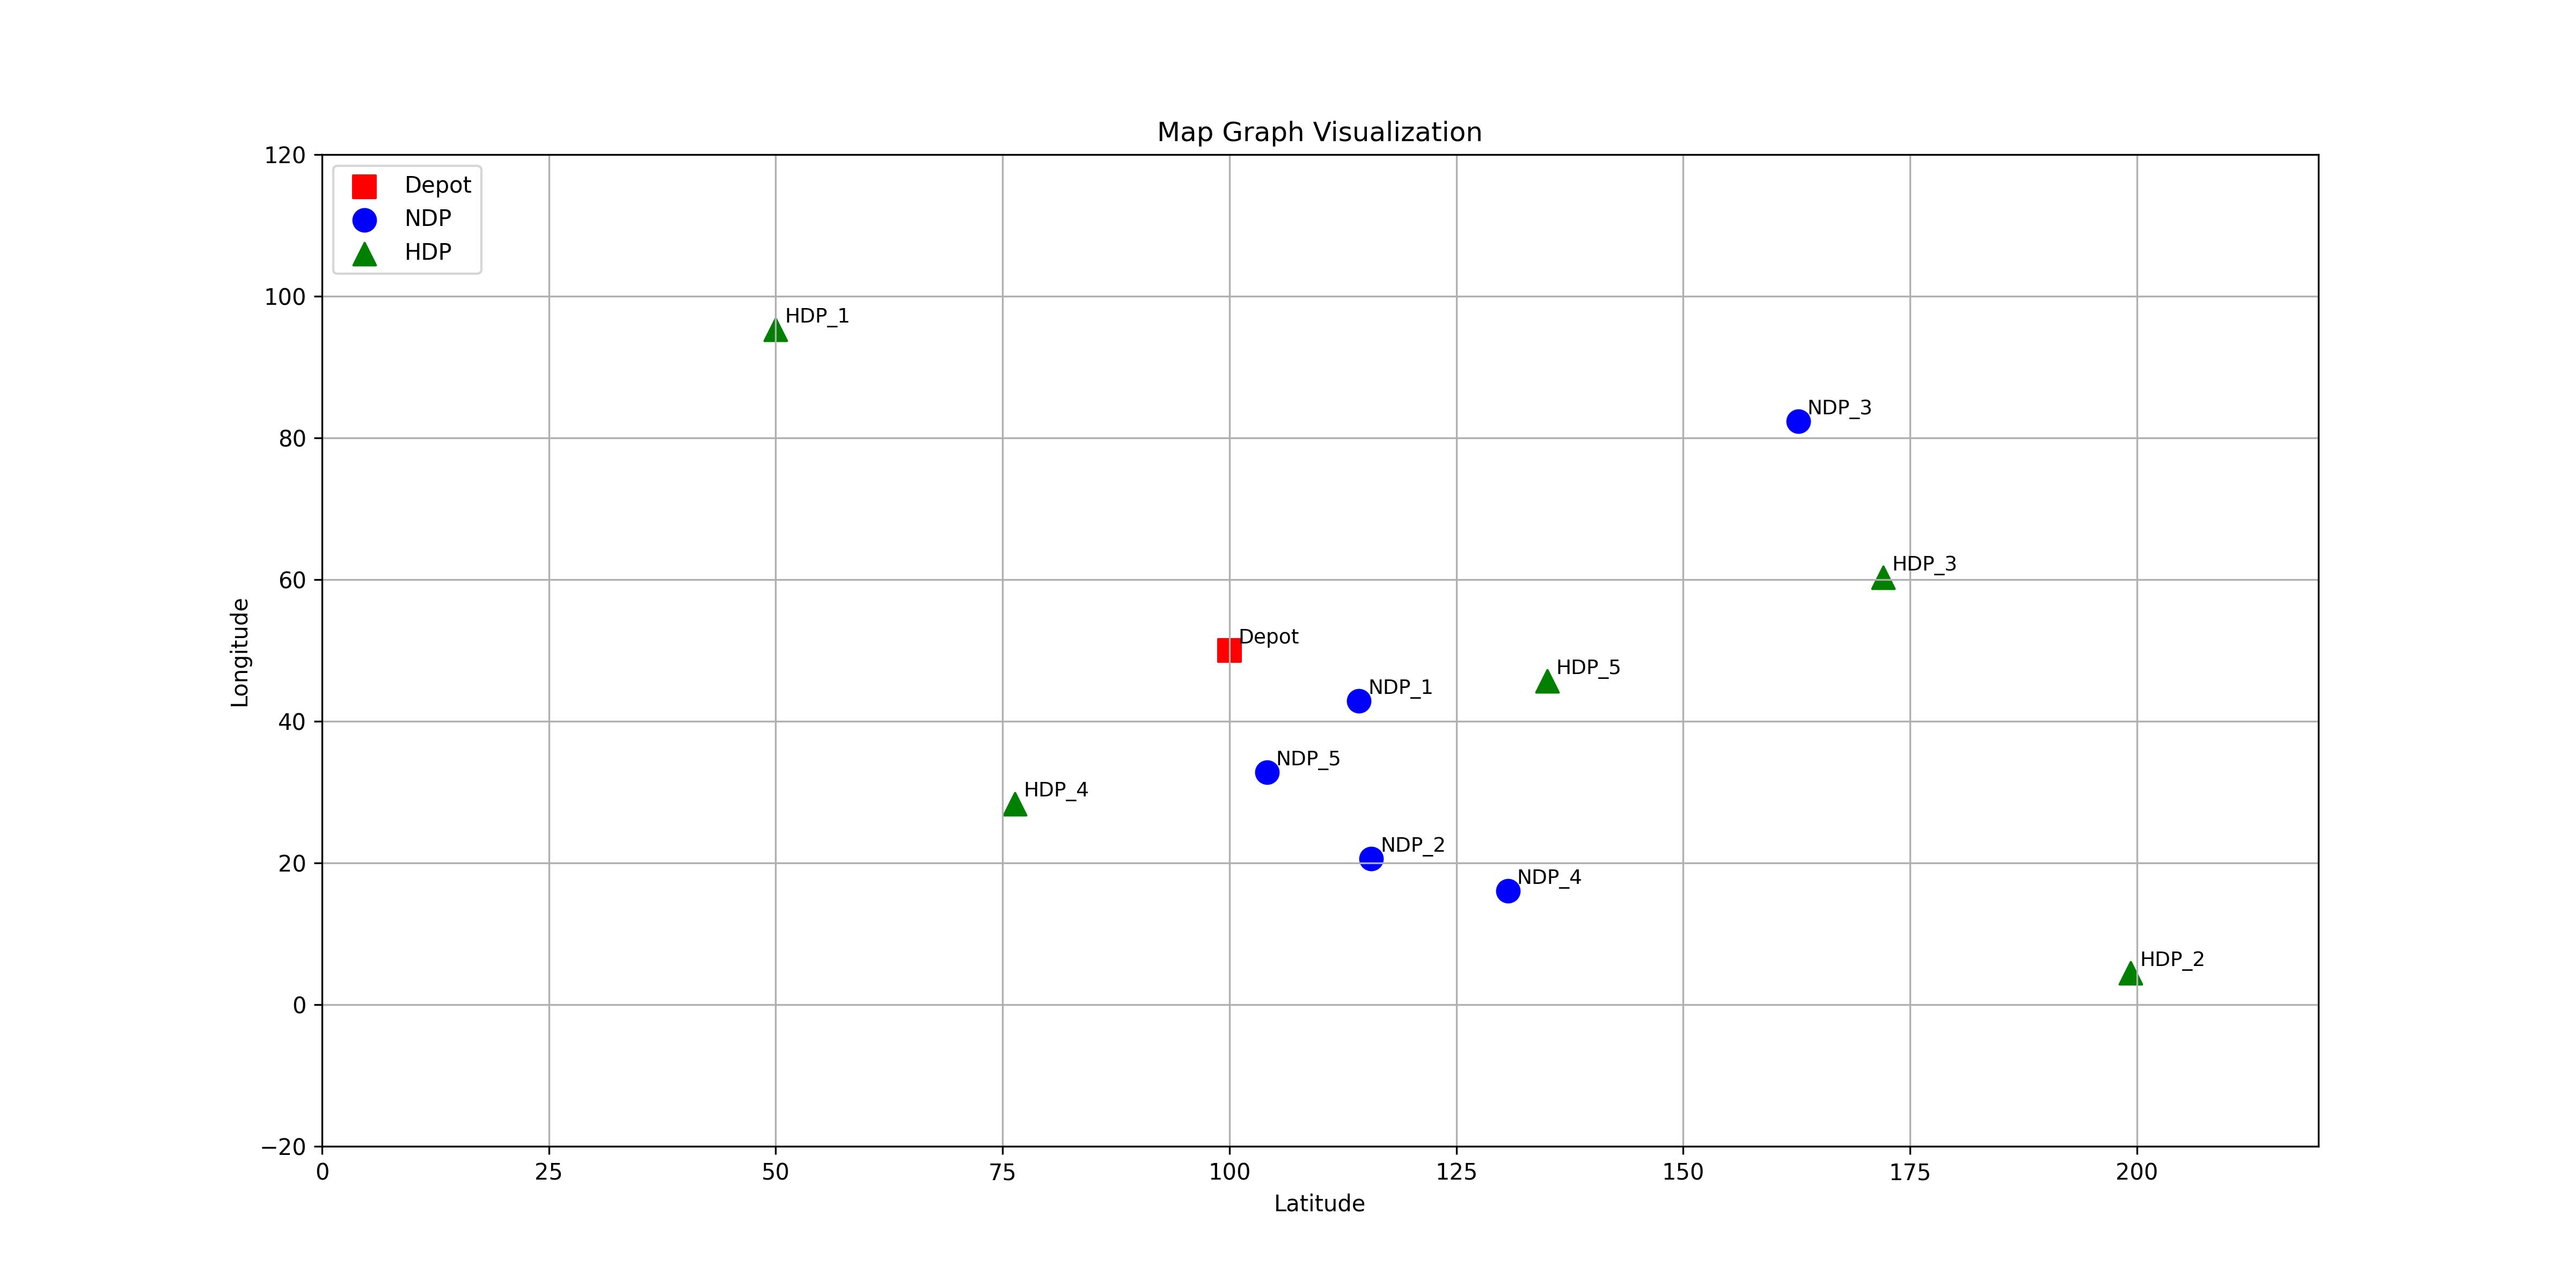 Map Graph Visualization
120
100
80
60
40
20
0
−20
Longitude
Depot
NDP
HDP
HDP_1
NDP_3
HDP_3
Depot
HDP_5
NDP_1
NDP_5
HDP_4
NDP_2
NDP_4
HDP_2
0 25 50 75 100 125 150 175 200
Latitude